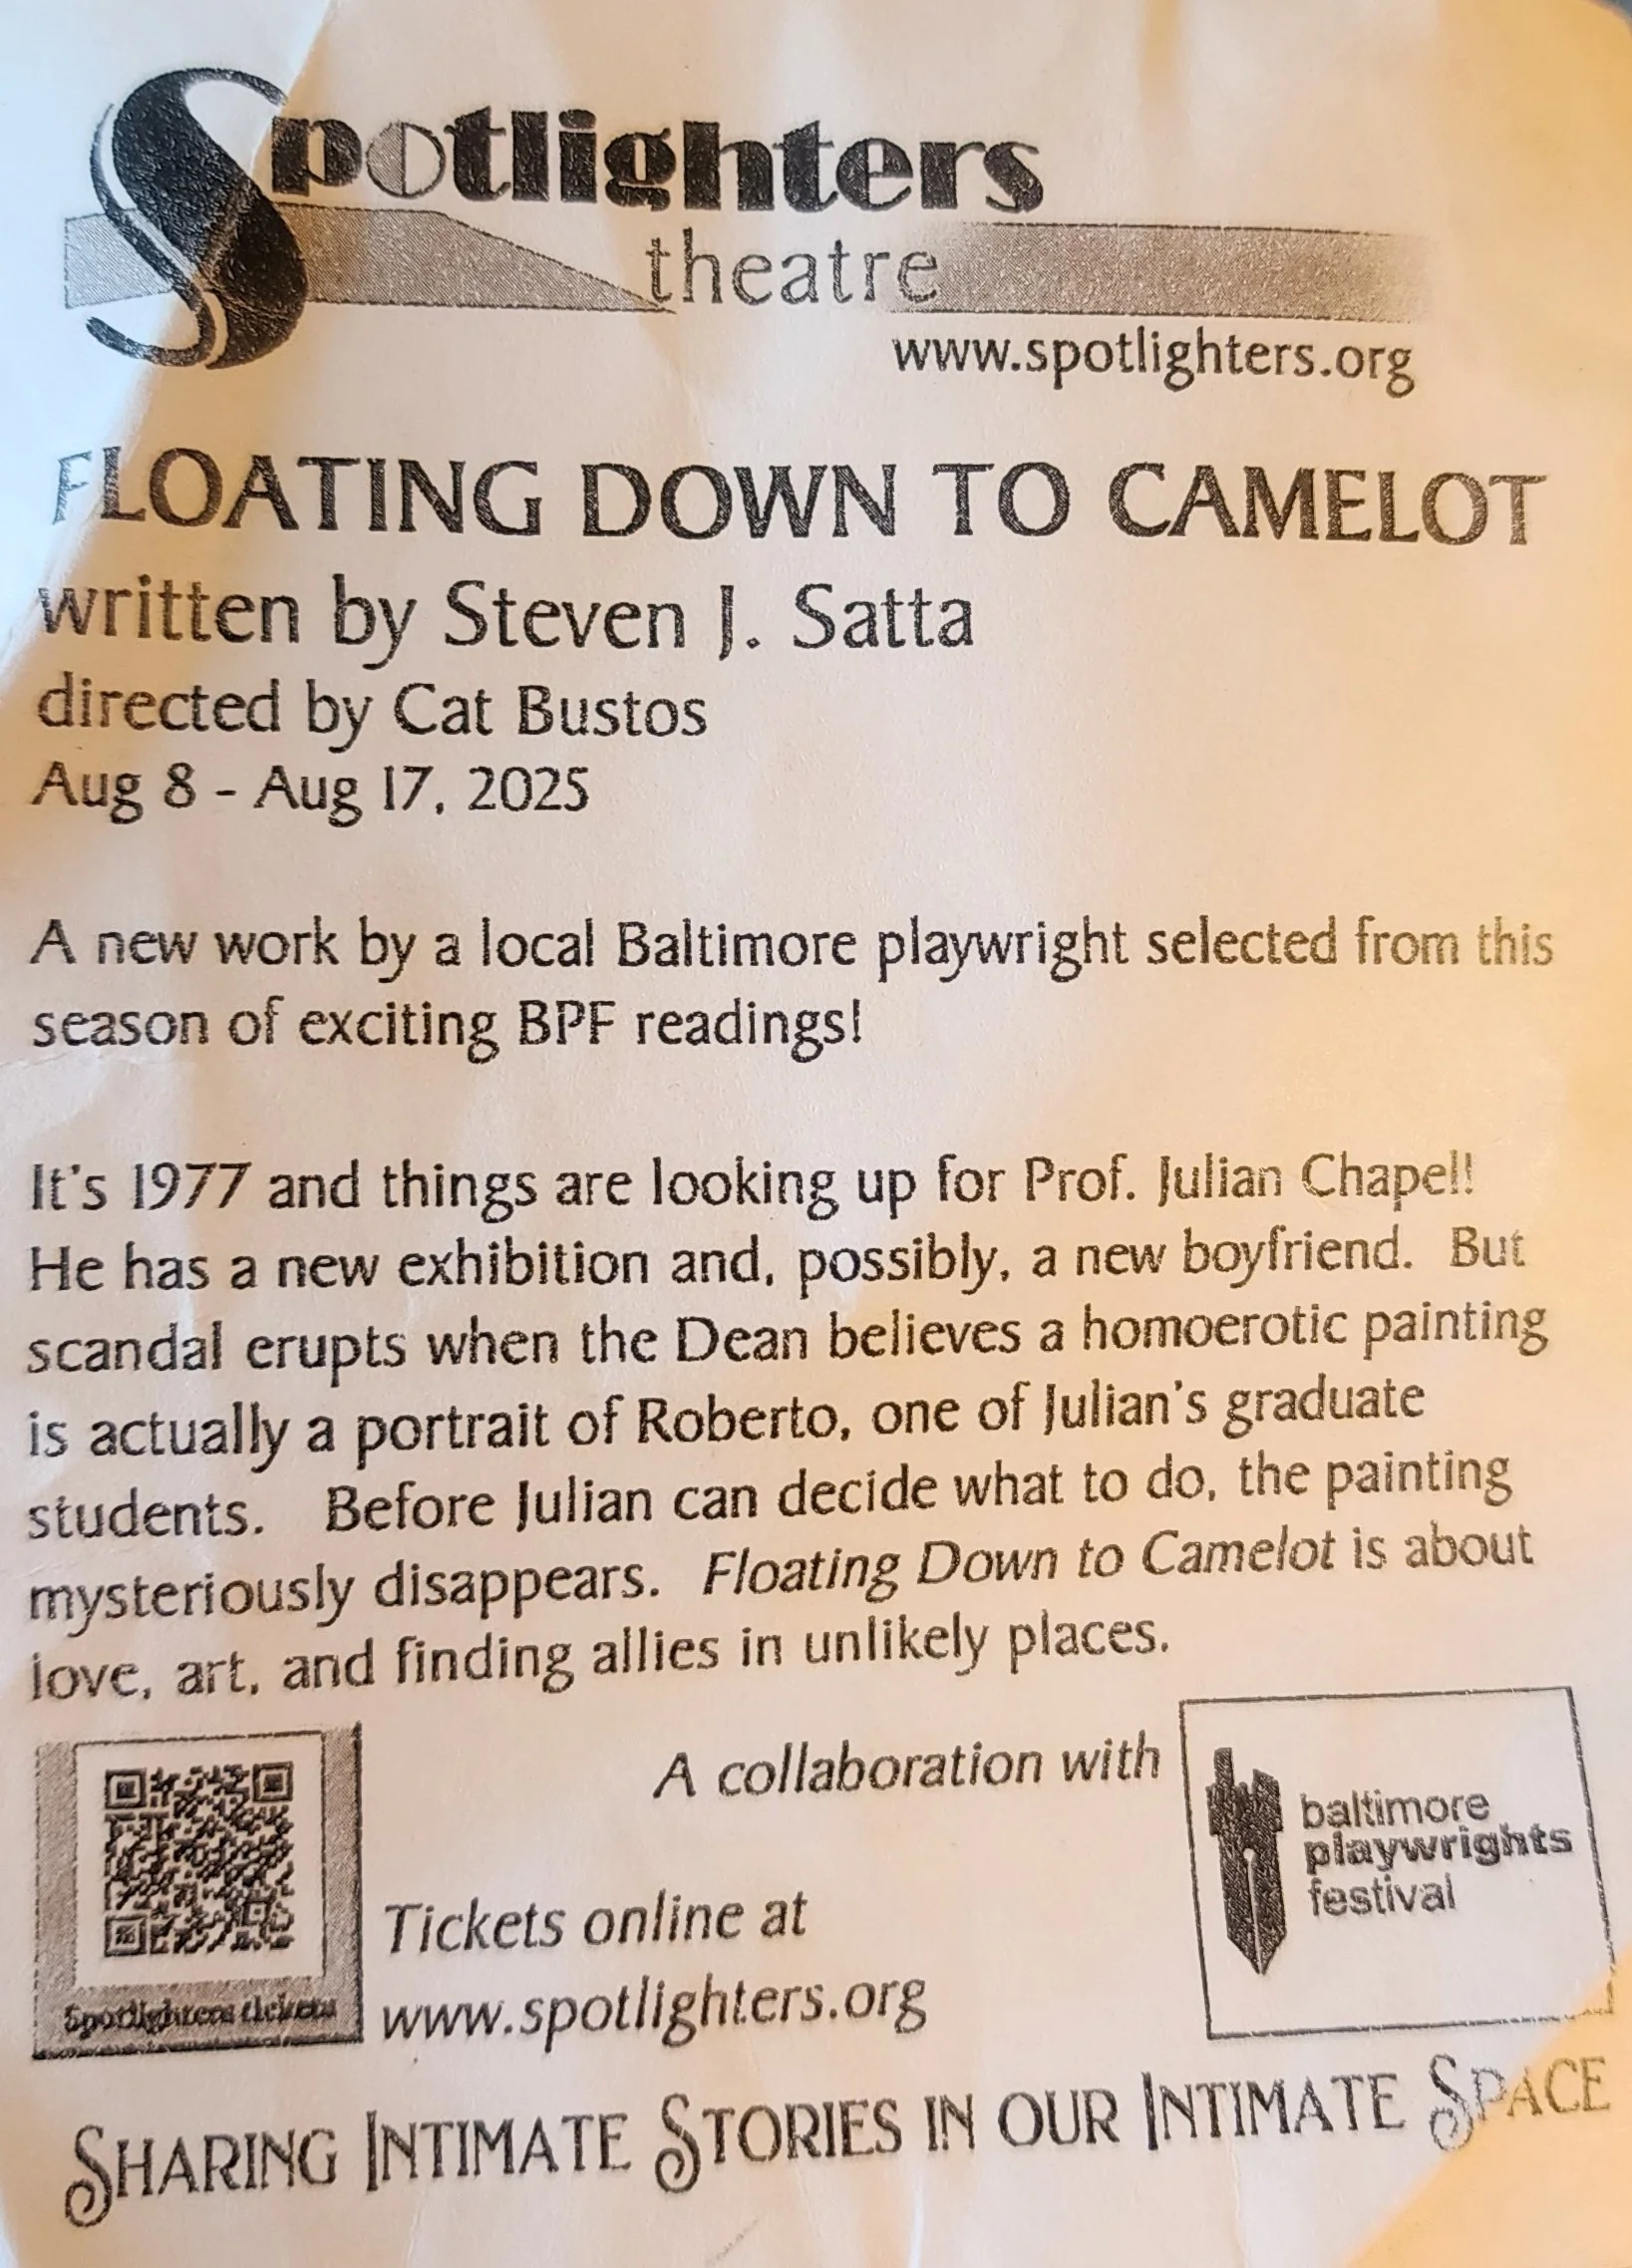 Spotlighters
theatre
www.spotlighters.org
FLOATING DOWN TO CAMELOT
written by Steven J. Satta
directed by Cat Bustos
Aug 8 - Aug 17, 2025
A new work by a local Baltimore playwright selected from this
season of exciting BPF readings!
It's 1977 and things are looking up for Prof. Julian Chapel!
He has a new exhibition and, possibly, a new boyfriend. But
scandal erupts when the Dean believes a homoerotic painting
is actually a portrait of Roberto, one of Julian's graduate
students. Before Julian can decide what to do, the painting
mysteriously disappears. Floating Down to Camelot is about
love, art, and finding allies in unlikely places.
A collaboration with
baltimore
playwrights
festival
Tickets online at
www.spotlighters.org
Spotlighters tickets
SHARING INTIMATE STORIES IN OUR INTIMATE SPACE